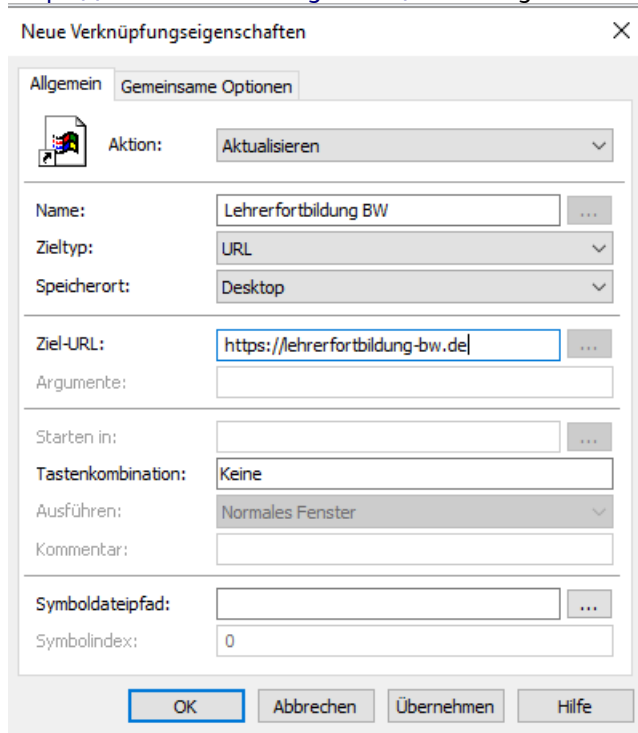 Neue Verknüpfungseigenschaften
Allgemein Gemeinsame Optionen
Aktion: Aktualisieren
Name: Lehrerfortbildung BW ...
Zieltyp: URL
Speicherort: Desktop
Ziel-URL: https://lehrerfortbildung-bw.de ...
Argumente:
Starten in: ...
Tastenkombination: Keine
Ausführen: Normales Fenster
Kommentar:
Symboldateipfad: ...
Symbolindex: 0
OK Abbrechen Übernehmen Hilfe